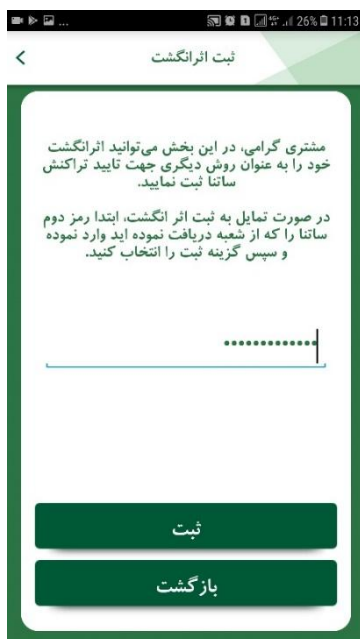 ... 26% 11:13
ثبت اثرانگشت
مشتری گرامی، در این بخش می‌توانید اثرانگشت
خود را به عنوان روش دیگری جهت تایید تراکنش
ساتنا ثبت نمایید.
در صورت تمایل به ثبت اثر انگشت، ابتدا رمز دوم
ساتنا را که از شعبه دریافت نموده اید وارد نموده
و سپس گزینه ثبت را انتخاب کنید.
ثبت
بازگشت